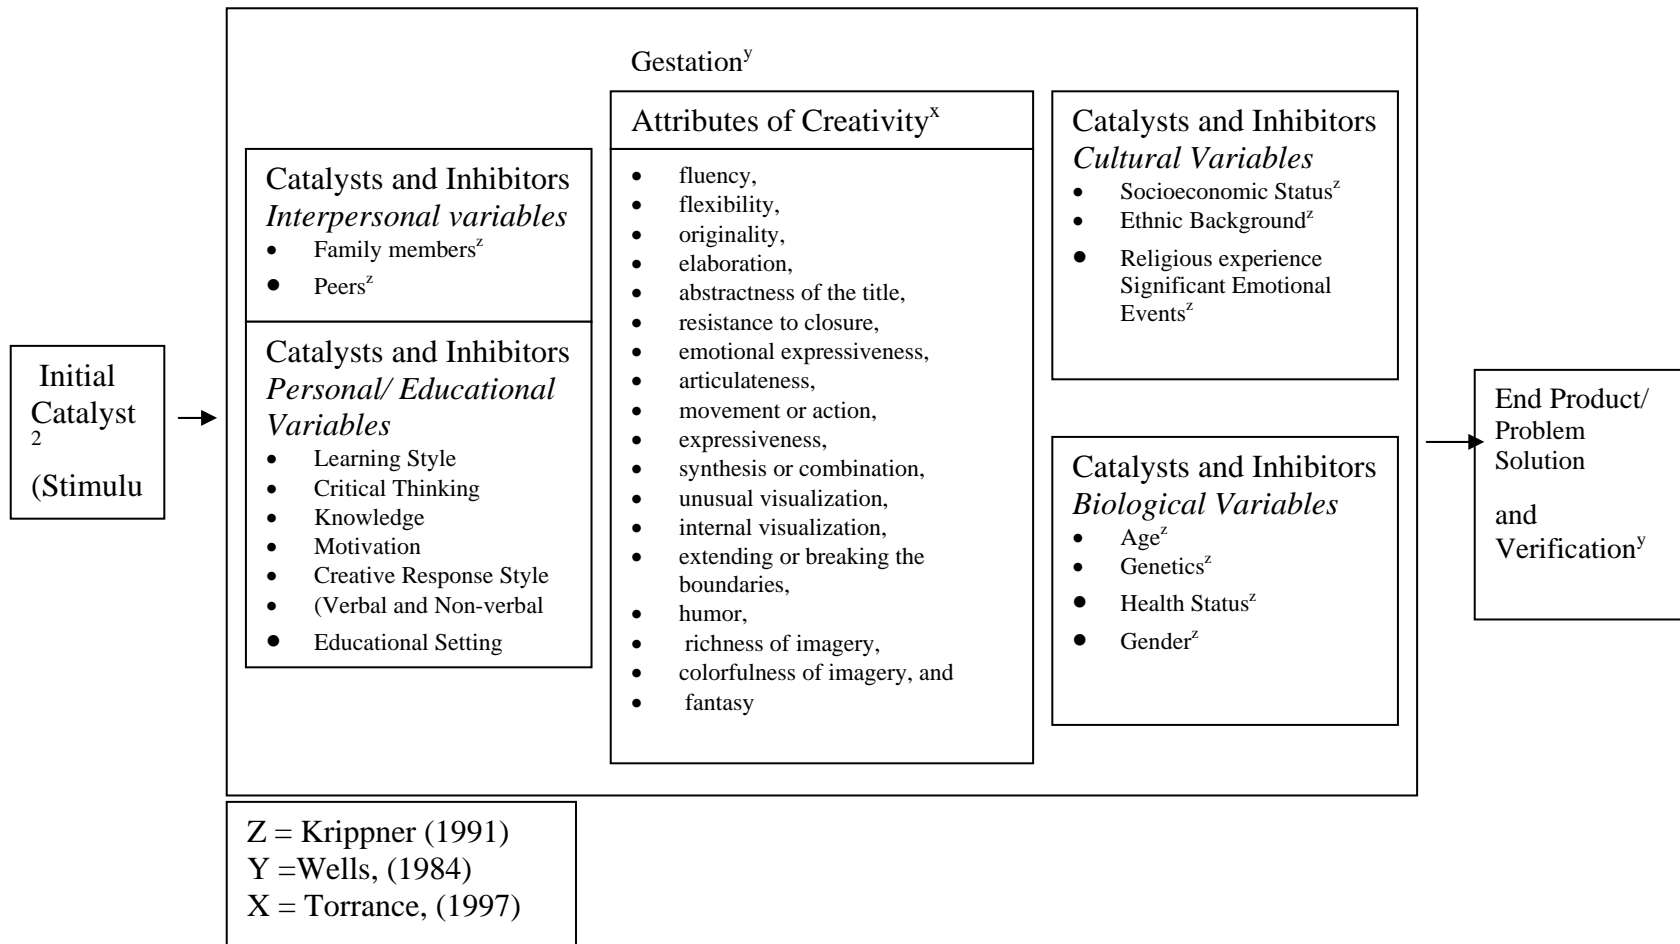 Initial
Catalyst
2
(Stimulu
Gestation^y
Catalysts and Inhibitors
Interpersonal variables
• Family members^z
• Peers^z
Catalysts and Inhibitors
Personal/ Educational
Variables
• Learning Style
• Critical Thinking
• Knowledge
• Motivation
• Creative Response Style
• (Verbal and Non-verbal
• Educational Setting
Attributes of Creativity^x
• fluency,
• flexibility,
• originality,
• elaboration,
• abstractness of the title,
• resistance to closure,
• emotional expressiveness,
• articulateness,
• movement or action,
• expressiveness,
• synthesis or combination,
• unusual visualization,
• internal visualization,
• extending or breaking the
boundaries,
• humor,
• richness of imagery,
• colorfulness of imagery, and
• fantasy
Catalysts and Inhibitors
Cultural Variables
• Socioeconomic Status^z
• Ethnic Background^z
• Religious experience
Significant Emotional
Events^z
Catalysts and Inhibitors
Biological Variables
• Age^z
• Genetics^z
• Health Status^z
• Gender^z
End Product/
Problem
Solution
and
Verification^y
Z = Krippner (1991)
Y =Wells, (1984)
X = Torrance, (1997)